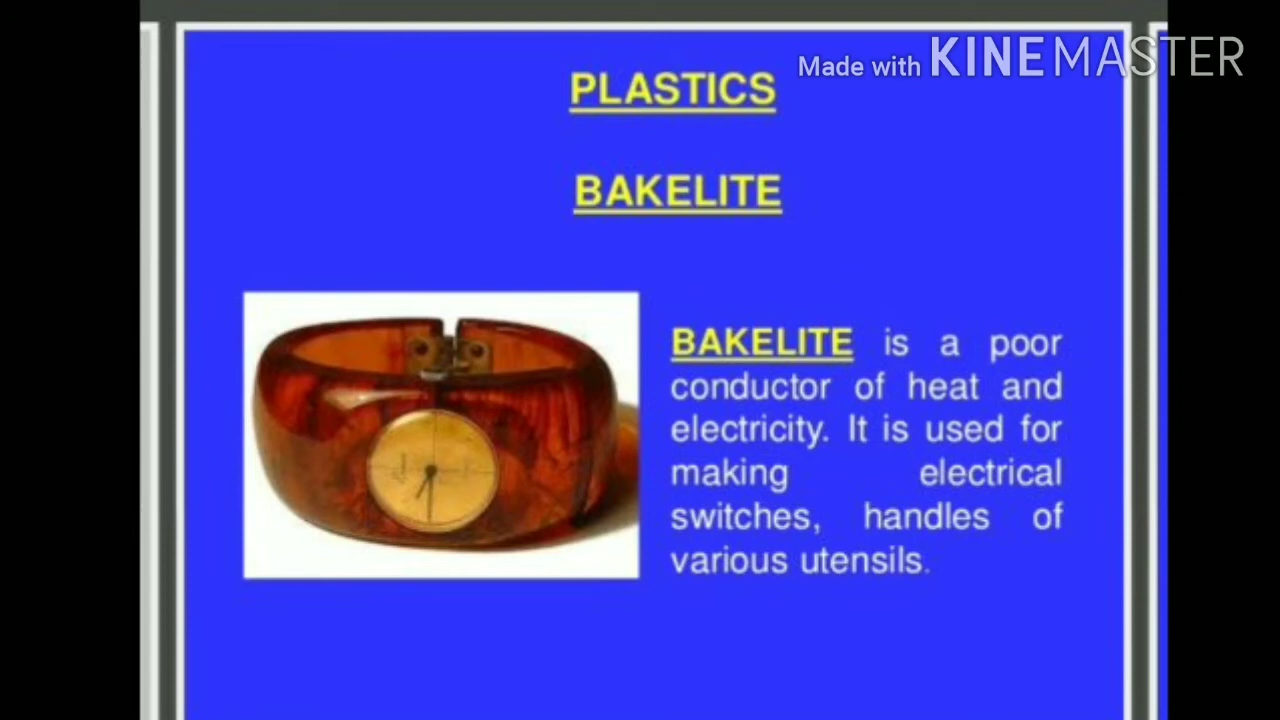 Made with KINEMASTER
PLASTICS
BAKELITE
BAKELITE is a poor
conductor of heat and
electricity. It is used for
making electrical
switches, handles of
various utensils.